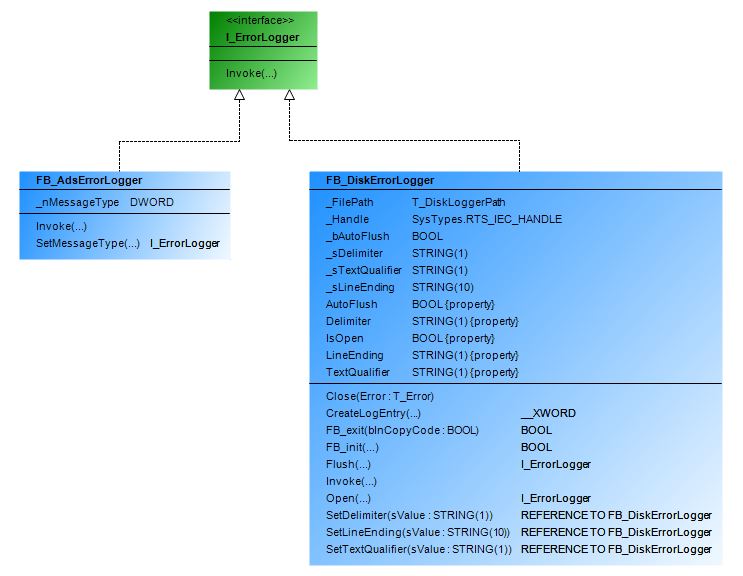 <<interface>>
I_ErrorLogger
Invoke(...)
FB_AdsErrorLogger
_nMessageType DWORD
Invoke(...)
SetMessageType(...) I_ErrorLogger
FB_DiskErrorLogger
_FilePath T_DiskLoggerPath
_Handle SysTypes.RTS_IEC_HANDLE
_bAutoFlush BOOL
_sDelimiter STRING(1)
_sTextQualifier STRING(1)
_sLineEnding STRING(10)
AutoFlush BOOL {property}
Delimiter STRING(1) {property}
IsOpen BOOL {property}
LineEnding STRING(1) {property}
TextQualifier STRING(1) {property}
Close(Error : T_Error)
CreateLogEntry(...) __XWORD
FB_exit(bInCopyCode : BOOL) BOOL
FB_init(...) BOOL
Flush(...) I_ErrorLogger
Invoke(...)
Open(...) I_ErrorLogger
SetDelimiter(sValue : STRING(1)) REFERENCE TO FB_DiskErrorLogger
SetLineEnding(sValue : STRING(10)) REFERENCE TO FB_DiskErrorLogger
SetTextQualifier(sValue : STRING(1)) REFERENCE TO FB_DiskErrorLogger